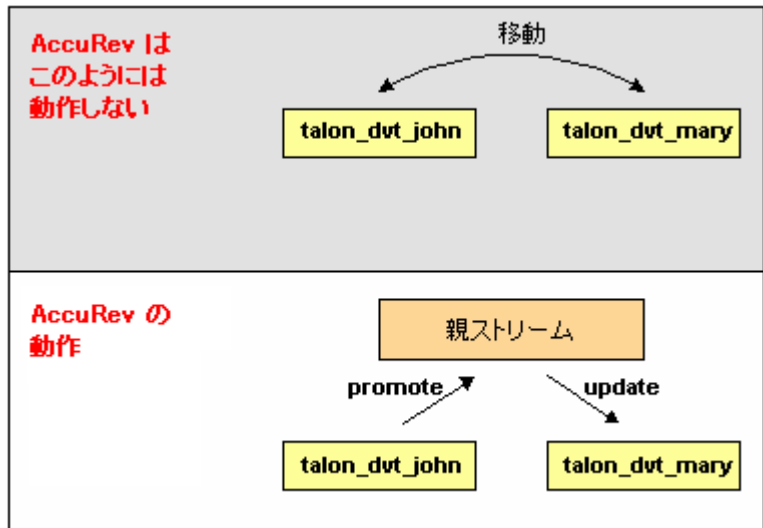 AccuRev は
このようには
動作しない
移動
talon_dvt_john
talon_dvt_mary
AccuRev の
動作
親ストリーム
promote
update
talon_dvt_john
talon_dvt_mary